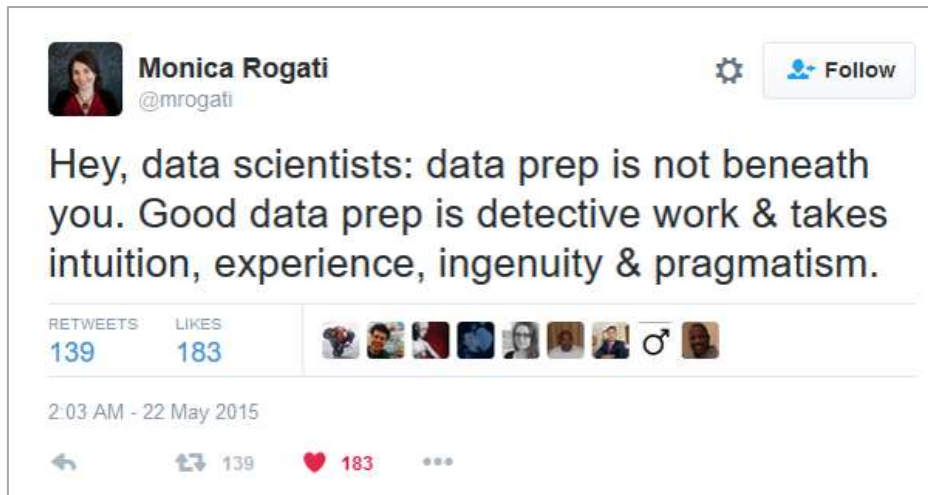 Monica Rogati
@mrogati
Follow
Hey, data scientists: data prep is not beneath
you. Good data prep is detective work & takes
intuition, experience, ingenuity & pragmatism.
RETWEETS LIKES
139 183
2:03 AM - 22 May 2015
139 183